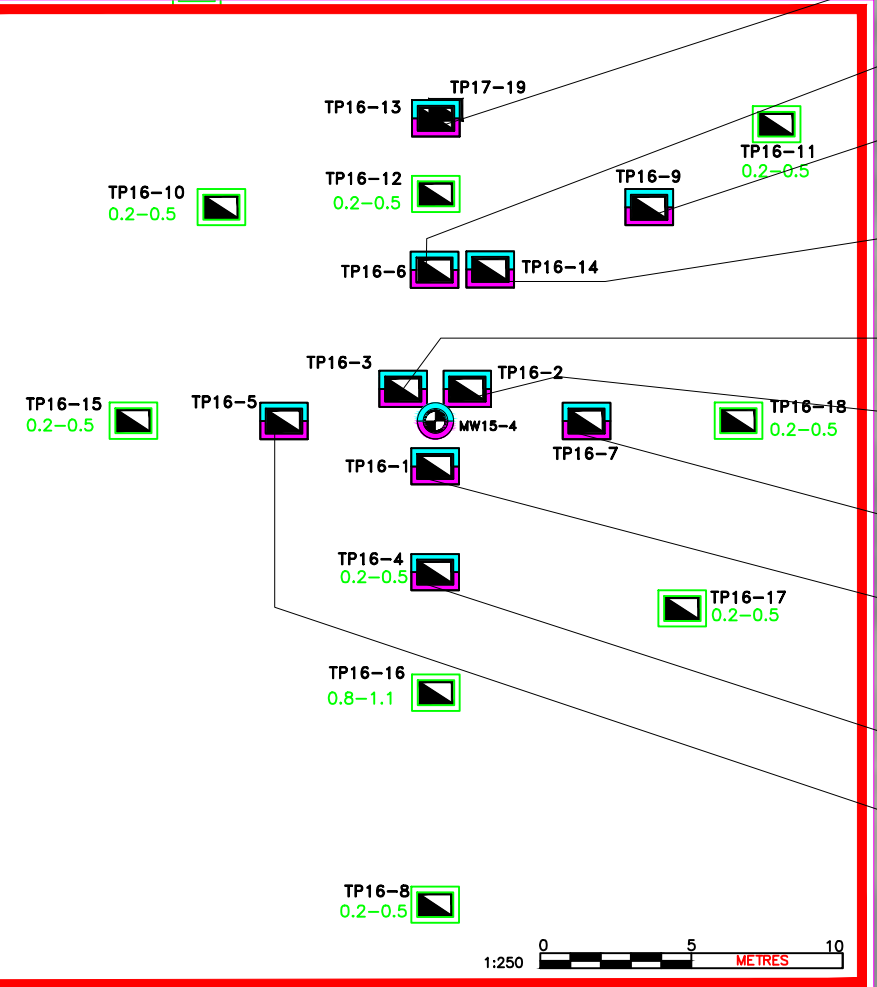 TP17-19
TP16-13
TP16-11
0.2-0.5
TP16-12
0.2-0.5
TP16-9
TP16-10
0.2-0.5
TP16-6
TP16-14
TP16-3
TP16-2
TP16-15
0.2-0.5
TP16-5
TP16-18
0.2-0.5
MW15-4
TP16-7
TP16-1
TP16-4
0.2-0.5
TP16-17
0.2-0.5
TP16-16
0.8-1.1
TP16-8
0.2-0.5
0 5 10
1:250
METRES